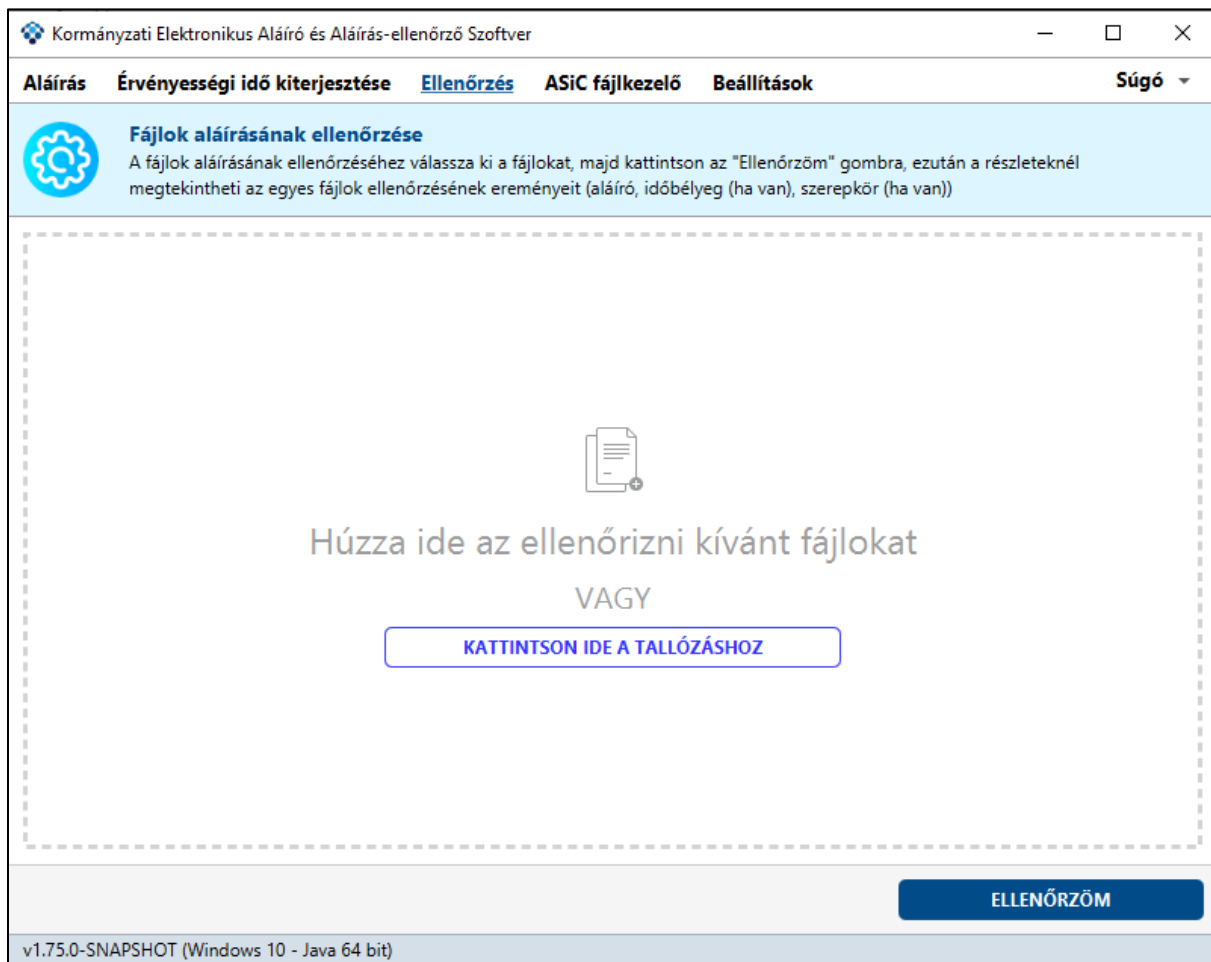 Kormányzati Elektronikus Aláíró és Aláírás-ellenőrző Szoftver
Aláírás Érvényességi idő kiterjesztése Ellenőrzés ASiC fájlkezelő Beállítások Súgó
Fájlok aláírásának ellenőrzése
A fájlok aláírásának ellenőrzéséhez válassza ki a fájlokat, majd kattintson az "Ellenőrzöm" gombra, ezután a részleteknél
megtekintheti az egyes fájlok ellenőrzésének ereményeit (aláíró, időbélyeg (ha van), szerepkör (ha van))
Húzza ide az ellenőrizni kívánt fájlokat
VAGY
KATTINTSON IDE A TALLÓZÁSHOZ
ELLENŐRZÖM
v1.75.0-SNAPSHOT (Windows 10 - Java 64 bit)